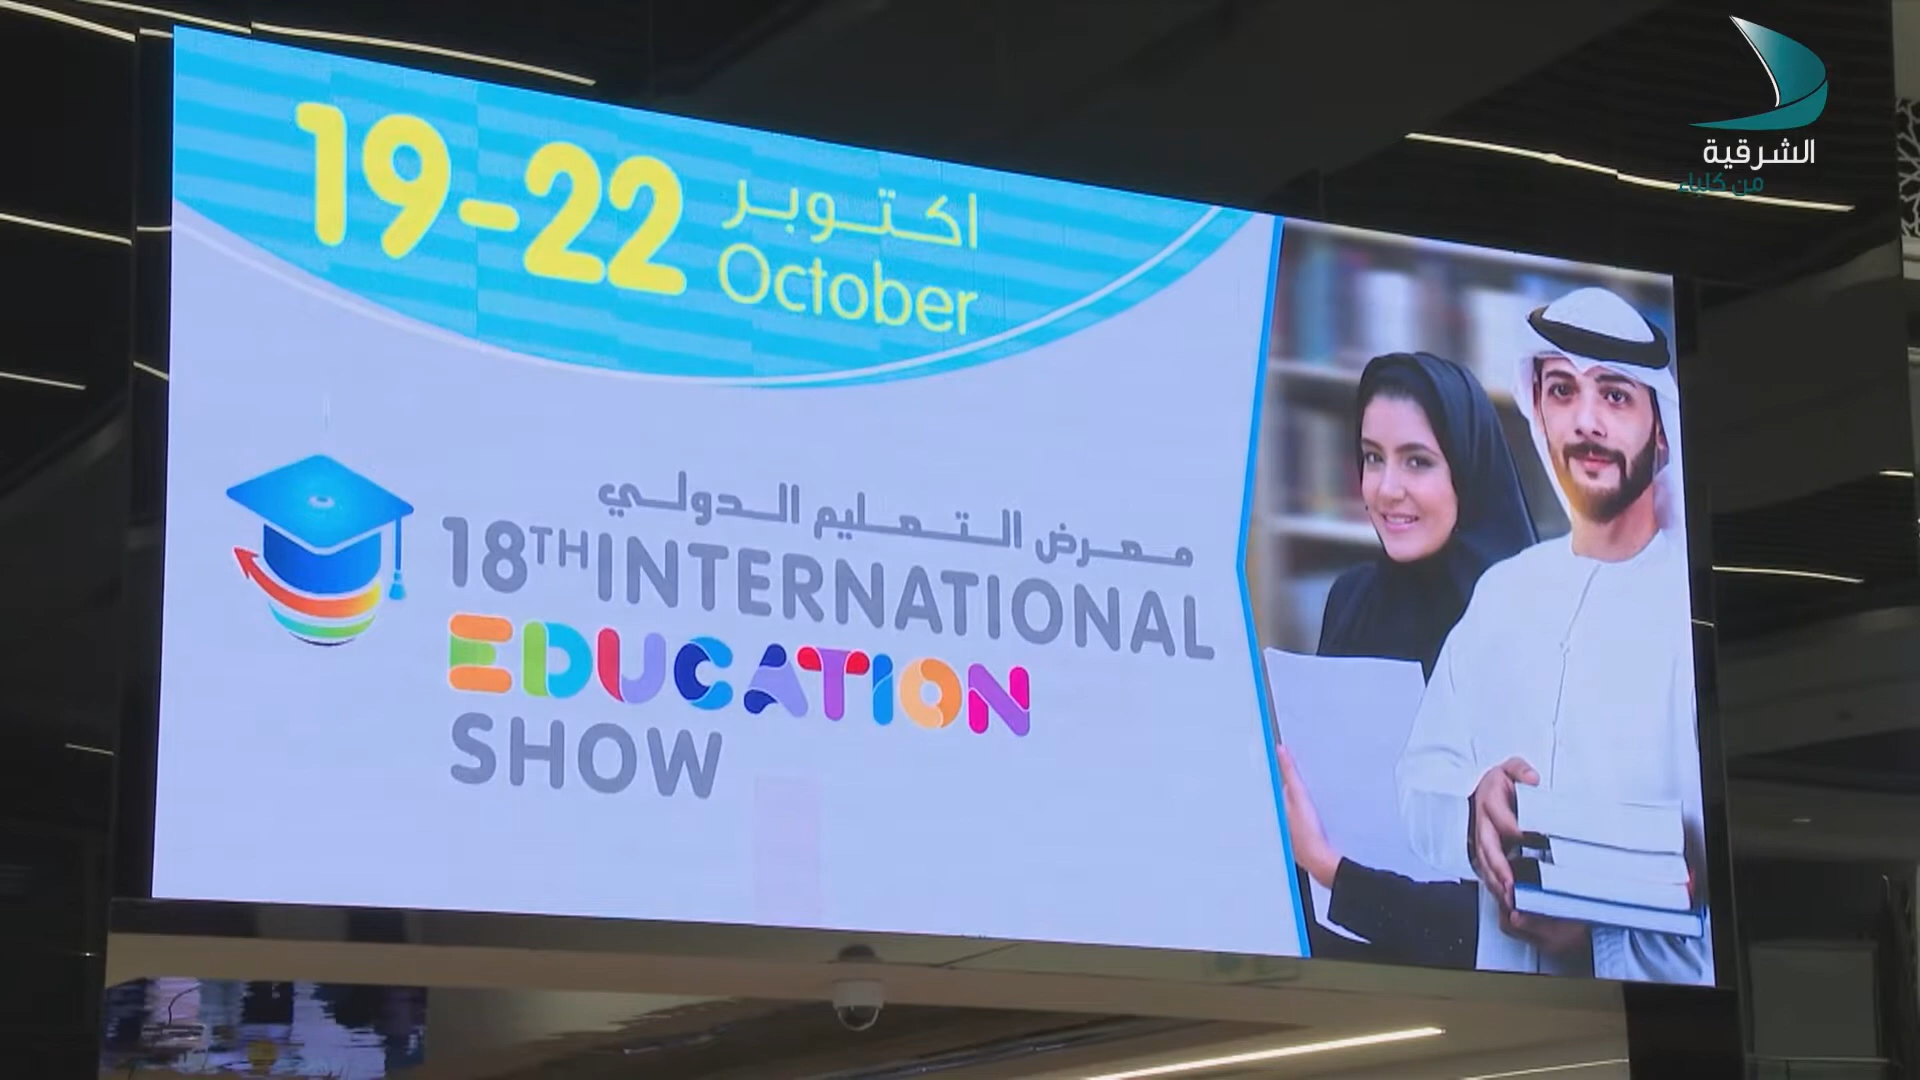 الشرقية
من كلباء
19-22
اكتوبر
October
معرض التعليم الدولي
18TH INTERNATIONAL
EDUCATION
SHOW